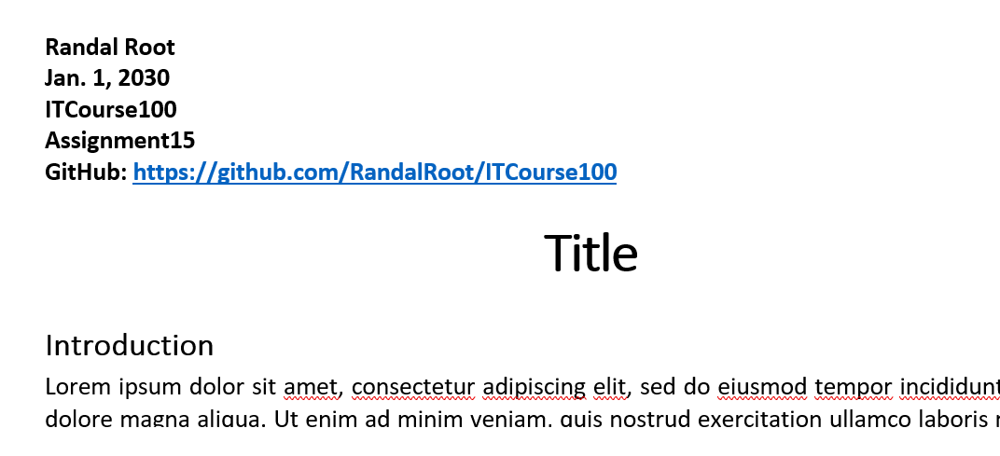 Randal Root
Jan. 1, 2030
ITCourse100
Assignment15
GitHub: https://github.com/RandalRoot/ITCourse100
Title
Introduction
Lorem ipsum dolor sit amet, consectetur adipiscing elit, sed do eiusmod tempor incididunt
dolore magna aliqua. Ut enim ad minim veniam, quis nostrud exercitation ullamco laboris